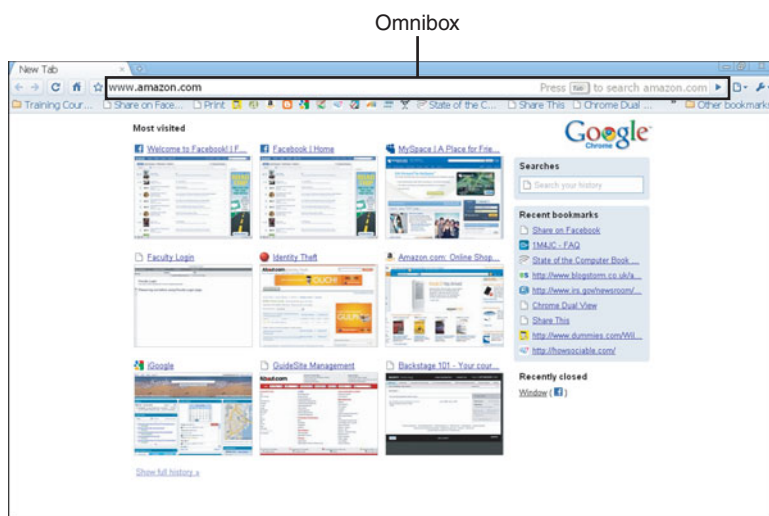 Omnibox
New Tab
www.amazon.com Press Tab to search amazon.com
Training Cour... Share on Face... Print State of the C... Share This Chrome Dual ... » Other bookmarks
Most visited
Google
Chrome
Welcome to Facebook! | F... Facebook | Home MySpace | A Place for Frie...
Searches
Search your history
Recent bookmarks
Share on Facebook
1M4JC - FAQ
State of the Computer Book ...
http://www.blogstorm.co.uk/a...
http://www.irs.gov/newsroom/...
Chrome Dual View
Share This
http://www.dummies.com/Wil...
http://howsociable.com/
Faculty Login Identity Theft Amazon.com: Online Shop...
Recently closed
Window ( )
iGoogle GuideSite Management Backstage 101 - Your cour...
Show full history »